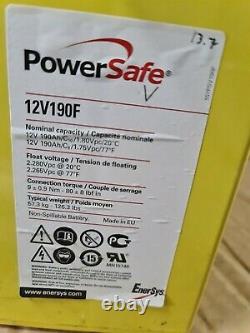 13.7
PowerSafe
V
12V190F
Nominal capacity / Capacité nominale
12V 190Ah/C₁₀/1.80Vpc/20°C
12V 190Ah/C₈/1.75Vpc/77°F
Float voltage / Tension de floating
2.280Vpc @ 20°C
2.265Vpc @ 77°F
Connection torque / Couple de serrage
9 ± 0.9 Nm - 80 ± 8 lbf in
Typical weight / Poids moyen
57.3 kg - 126.3 lbs
Non-Spillable Battery.
Made in EU
15
www.enersys.com
EnerSys